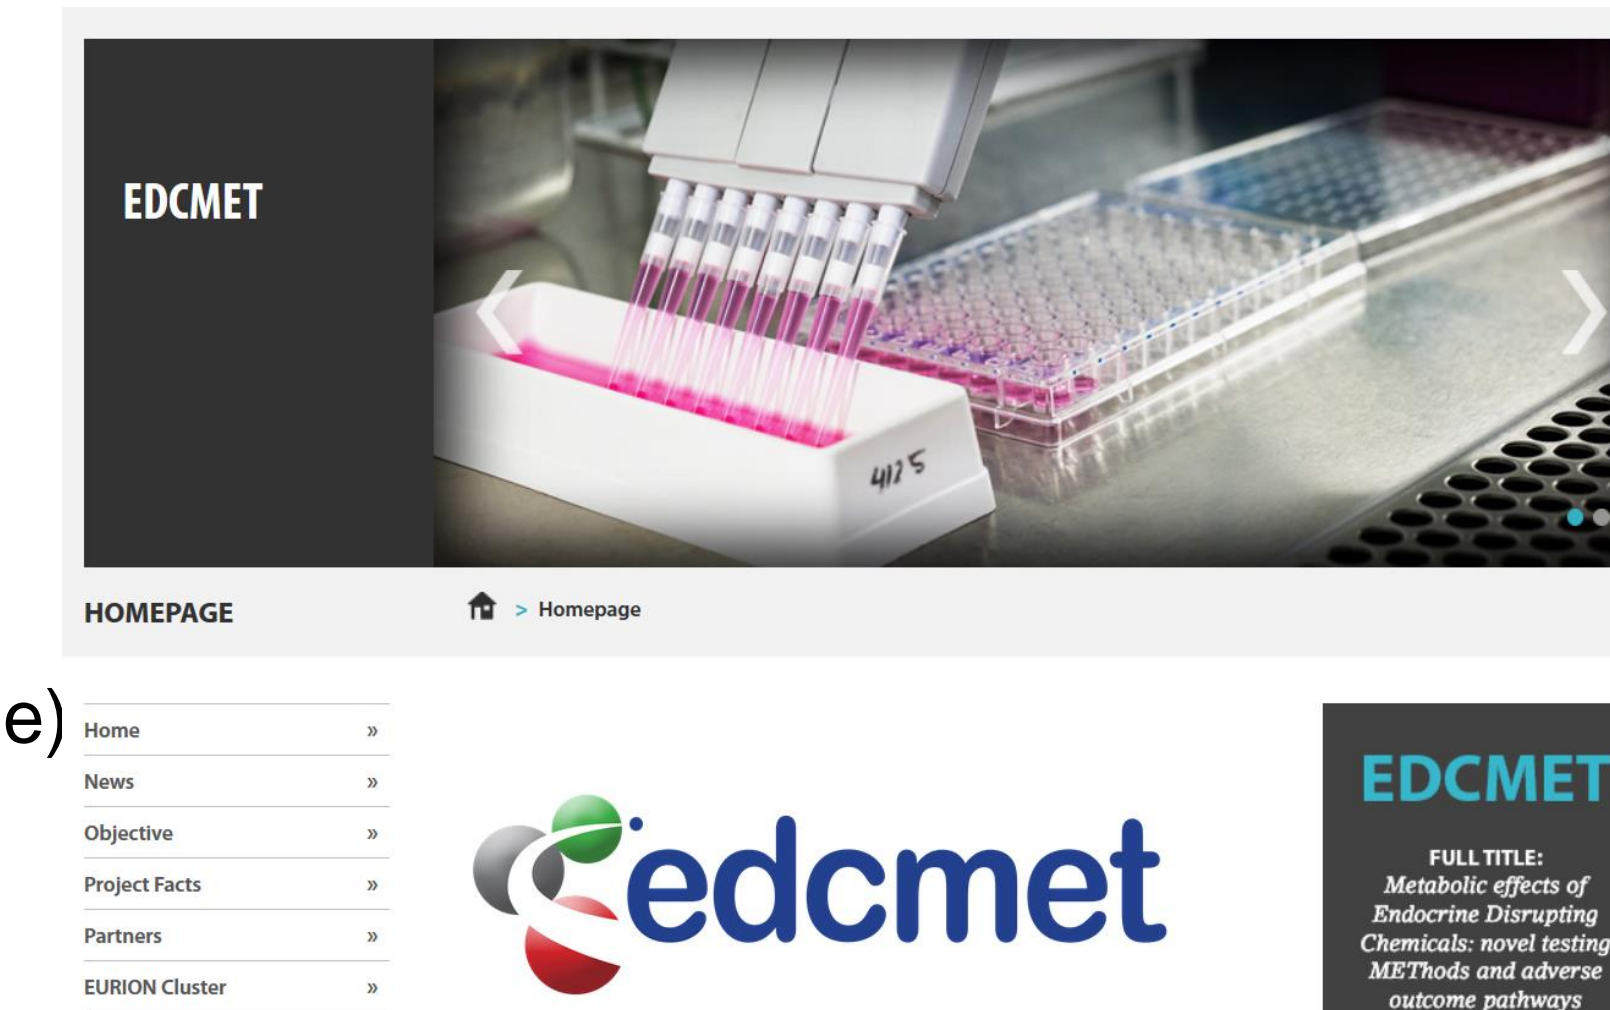 EDCMET
4125
HOMEPAGE
> Homepage
e)
Home »
News »
Objective »
Project Facts »
Partners »
EURION Cluster »
edcmet
EDCMET
FULL TITLE:
Metabolic effects of
Endocrine Disrupting
Chemicals: novel testing
METhods and adverse
outcome pathways